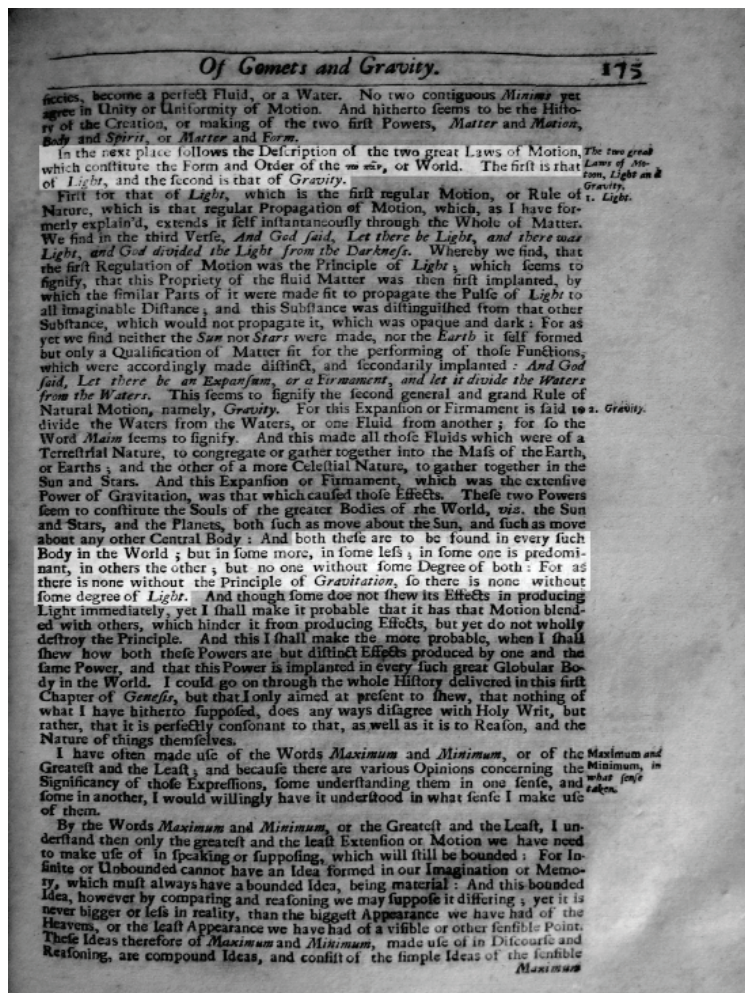 Of Comets and Gravity. 175
ficcies, become a perfect Fluid, or a Water. No two contiguous Minims yet
agree in Unity or Uniformity of Motion. And hitherto ſeems to be the Hiſto-
ry of the Creation, or making of the two firſt Powers, Matter and Motion,
Body and Spirit, or Matter and Form.
In the next place follows the Deſcription of the two great Laws of Motion,
which conſtitute the Form and Order of the or World. The firſt is that
of Light, and the ſecond is that of Gravity.
The two great
Laws of Mo-
tion, Light and
Gravity.
Firſt for that of Light, which is the firſt regular Motion, or Rule of
1. Light.
Nature, which is that regular Propagation of Motion, which, as I have for-
merly explain'd, extends it ſelf inſtantaneouſly through the Whole of Matter.
We find in the third Verſe, And God ſaid, Let there be Light, and there was
Light, and God divided the Light from the Darkneſs. Whereby we find, that
the firſt Regulation of Motion was the Principle of Light; which ſeems to
ſignify, that this Propriety of the fluid Matter was then firſt implanted, by
which the ſimilar Parts of it were made fit to propagate the Pulſe of Light to
all imaginable Diſtance; and this Subſtance was diſtinguiſhed from that other
Subſtance, which would not propagate it, which was opaque and dark: For as
yet we find neither the Sun nor Stars were made, nor the Earth it ſelf formed
but only a Qualification of Matter fit for the performing of thoſe Functions,
which were accordingly made diſtinct, and ſecondarily implanted: And God
ſaid, Let there be an Expanſum, or a Firmament, and let it divide the Waters
from the Waters. This ſeems to ſignify the ſecond general and grand Rule of
Natural Motion, namely, Gravity. For this Expanſion or Firmament is ſaid to
2. Gravity.
divide the Waters from the Waters, or one Fluid from another; for ſo the
Word Maim ſeems to ſignify. And this made all thoſe Fluids which were of a
Terreſtrial Nature, to congregate or gather together into the Maſs of the Earth,
or Earths; and the other of a more Celeſtial Nature, to gather together in the
Sun and Stars. And this Expanſion or Firmament, which was the extenſive
Power of Gravitation, was that which cauſed thoſe Effects. Theſe two Powers
ſeem to conſtitute the Souls of the greater Bodies of the World, viz. the Sun
and Stars, and the Planets, both ſuch as move about the Sun, and ſuch as move
about any other Central Body: And both theſe are to be found in every ſuch
Body in the World; but in ſome more, in ſome leſs; in ſome one is predomi-
nant, in others the other; but no one without ſome Degree of both: For as
there is none without the Principle of Gravitation, ſo there is none without
ſome degree of Light. And though ſome doe not ſhew its Effects in producing
Light immediately, yet I ſhall make it probable that it has that Motion blend-
ed with others, which hinder it from producing Effects, but yet do not wholly
deſtroy the Principle. And this I ſhall make the more probable, when I ſhall
ſhew how both theſe Powers are but diſtinct Effects produced by one and the
ſame Power, and that this Power is implanted in every ſuch great Globular Bo-
dy in the World. I could go on through the whole Hiſtory delivered in this firſt
Chapter of Geneſis, but that I only aimed at preſent to ſhew, that nothing of
what I have hitherto ſuppoſed, does any ways diſagree with Holy Writ, but
rather, that it is perfectly conſonant to that, as well as it is to Reaſon, and the
Nature of things themſelves.
I have often made uſe of the Words Maximum and Minimum, or of the
Greateſt and the Leaſt; and becauſe there are various Opinions concerning the
Significancy of thoſe Expreſſions, ſome underſtanding them in one ſenſe, and
ſome in another, I would willingly have it underſtood in what ſenſe I make uſe
of them.
Maximum and
Minimum, in
what ſenſe
taken.
By the Words Maximum and Minimum, or the Greateſt and the Leaſt, I un-
derſtand then only the greateſt and the leaſt Extenſion or Motion we have need
to make uſe of in ſpeaking or ſuppoſing, which will ſtill be bounded: For In-
finite or Unbounded cannot have an Idea formed in our Imagination or Memo-
ry, which muſt always have a bounded Idea, being material: And this bounded
Idea, however by comparing and reaſoning we may ſuppoſe it differing; yet it is
never bigger or leſs in reality, than the biggeſt Appearance we have had of the
Heavens, or the leaſt Appearance we have had of a viſible or other ſenſible Point.
Theſe Ideas therefore of Maximum and Minimum, made uſe of in Diſcourſe and
Reaſoning, are compound Ideas, and conſiſt of the ſimple Ideas of the ſenſible
Maximum